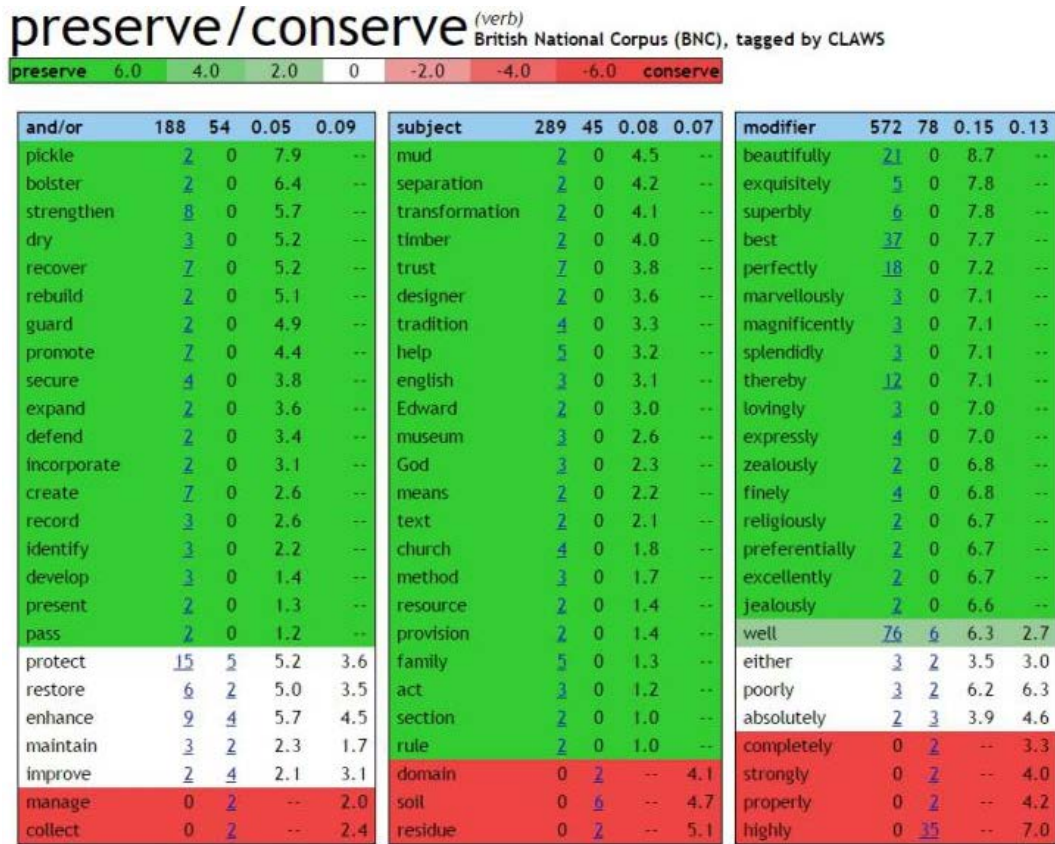 preserve/conserve (verb)
British National Corpus (BNC), tagged by CLAWS
preserve 6.0 4.0 2.0 0 -2.0 -4.0 -6.0 conserve
and/or 188 54 0.05 0.09
pickle 2 0 7.9 --
bolster 2 0 6.4 --
strengthen 8 0 5.7 --
dry 3 0 5.2 --
recover 7 0 5.2 --
rebuild 2 0 5.1 --
guard 2 0 4.9 --
promote 7 0 4.4 --
secure 4 0 3.8 --
expand 2 0 3.6 --
defend 2 0 3.4 --
incorporate 2 0 3.1 --
create 7 0 2.6 --
record 3 0 2.6 --
identify 3 0 2.2 --
develop 3 0 1.4 --
present 2 0 1.3 --
pass 2 0 1.2 --
protect 15 5 5.2 3.6
restore 6 2 5.0 3.5
enhance 9 4 5.7 4.5
maintain 3 2 2.3 1.7
improve 2 4 2.1 3.1
manage 0 2 -- 2.0
collect 0 2 -- 2.4
subject 289 45 0.08 0.07
mud 2 0 4.5 --
separation 2 0 4.2 --
transformation 2 0 4.1 --
timber 2 0 4.0 --
trust 7 0 3.8 --
designer 2 0 3.6 --
tradition 4 0 3.3 --
help 5 0 3.2 --
english 3 0 3.1 --
Edward 2 0 3.0 --
museum 3 0 2.6 --
God 3 0 2.3 --
means 2 0 2.2 --
text 2 0 2.1 --
church 4 0 1.8 --
method 3 0 1.7 --
resource 2 0 1.4 --
provision 2 0 1.4 --
family 5 0 1.3 --
act 3 0 1.2 --
section 2 0 1.0 --
rule 2 0 1.0 --
domain 0 2 -- 4.1
soil 0 6 -- 4.7
residue 0 2 -- 5.1
modifier 572 78 0.15 0.13
beautifully 21 0 8.7 --
exquisitely 5 0 7.8 --
superbly 6 0 7.8 --
best 37 0 7.7 --
perfectly 18 0 7.2 --
marvellously 3 0 7.1 --
magnificently 3 0 7.1 --
splendidly 3 0 7.1 --
thereby 12 0 7.1 --
lovingly 3 0 7.0 --
expressly 4 0 7.0 --
zealously 2 0 6.8 --
finely 4 0 6.8 --
religiously 2 0 6.7 --
preferentially 2 0 6.7 --
excellently 2 0 6.7 --
jealously 2 0 6.6 --
well 76 6 6.3 2.7
either 3 2 3.5 3.0
poorly 3 2 6.2 6.3
absolutely 2 3 3.9 4.6
completely 0 2 -- 3.3
strongly 0 2 -- 4.0
properly 0 2 -- 4.2
highly 0 35 -- 7.0